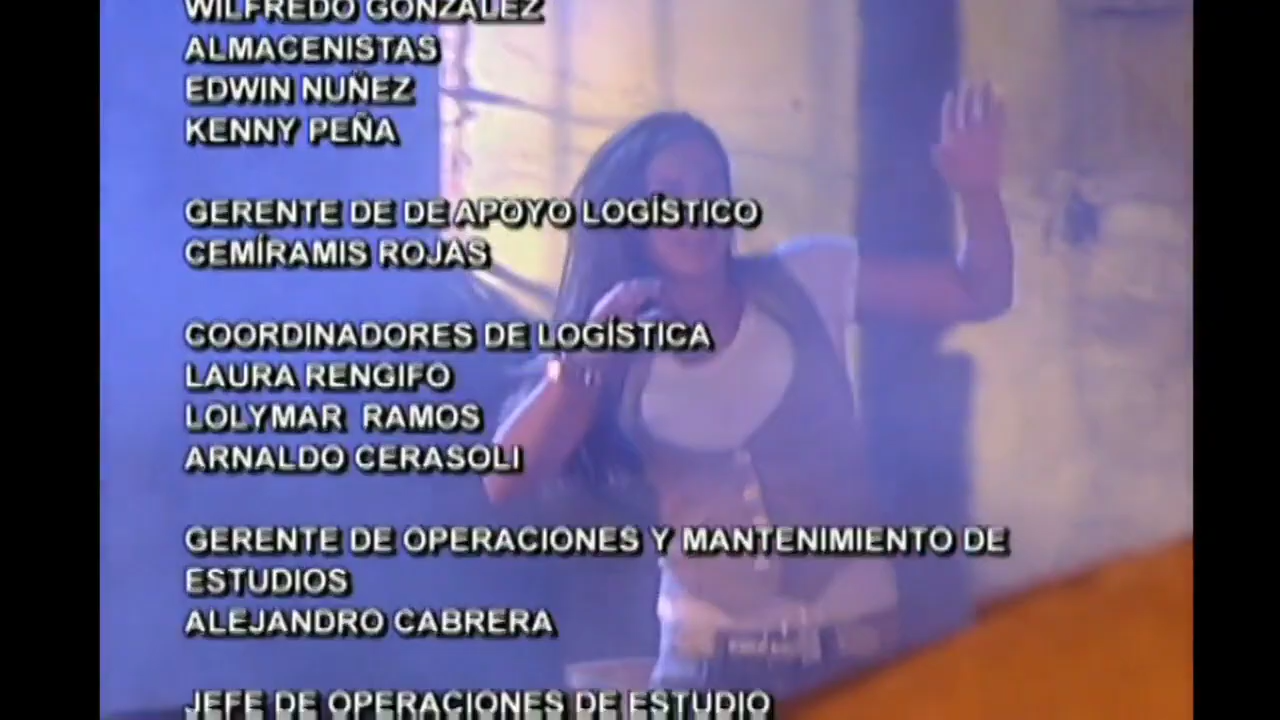 WILFREDO GONZALEZ
ALMACENISTAS
EDWIN NUÑEZ
KENNY PEÑA
GERENTE DE DE APOYO LOGÍSTICO
CEMÍRAMIS ROJAS
COORDINADORES DE LOGÍSTICA
LAURA RENGIFO
LOLYMAR RAMOS
ARNALDO CERASOLI
GERENTE DE OPERACIONES Y MANTENIMIENTO DE
ESTUDIOS
ALEJANDRO CABRERA
JEFE DE OPERACIONES DE ESTUDIO